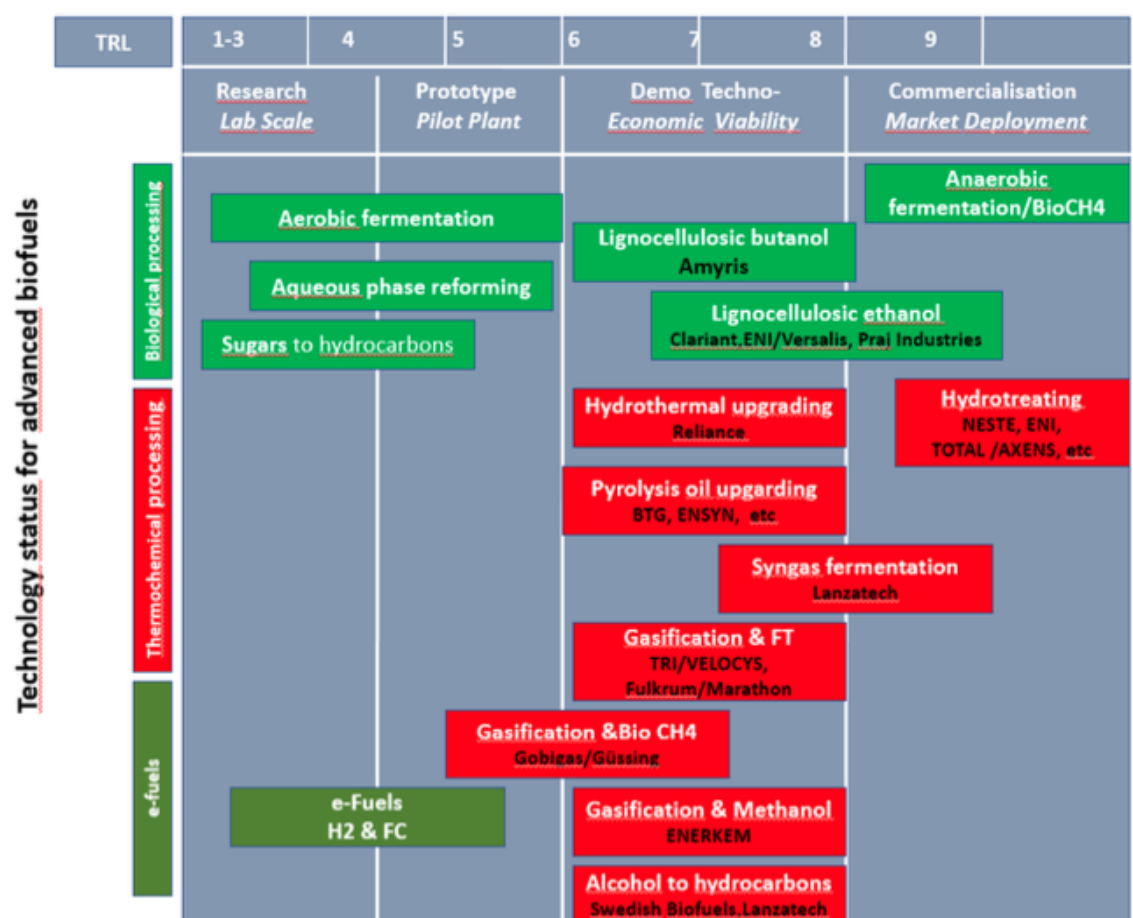 TRL 1-3 4 5 6 7 8 9
Research Prototype Demo Techno- Commercialisation
Lab Scale Pilot Plant Economic Viability Market Deployment
Technology status for advanced biofuels
Biological processing
Anaerobic
fermentation/BioCH4
Aerobic fermentation
Lignocellulosic butanol
Amyris
Aqueous phase reforming
Lignocellulosic ethanol
Clariant,ENI/Versalis, Praj Industries
Sugars to hydrocarbons
Thermochemical processing
Hydrothermal upgrading
Reliance
Hydrotreating
NESTE, ENI,
TOTAL /AXENS, etc
Pyrolysis oil upgarding
BTG, ENSYN, etc
Syngas fermentation
Lanzatech
Gasification & FT
TRI/VELOCYS,
Fulkrum/Marathon
e-fuels
Gasification &Bio CH4
Gobigas/Güssing
e-Fuels
H2 & FC
Gasification & Methanol
ENERKEM
Alcohol to hydrocarbons
Swedish Biofuels,Lanzatech